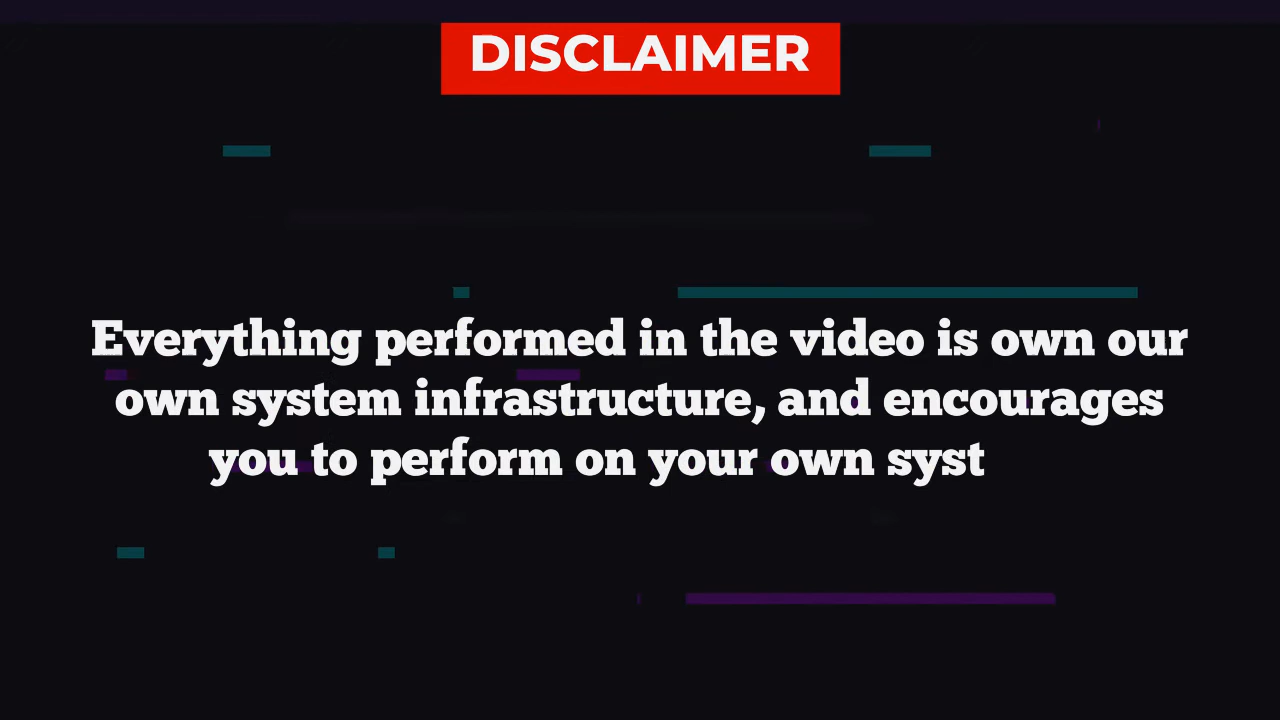 DISCLAIMER
Everything performed in the video is own our
own system infrastructure, and encourages
you to perform on your own syst